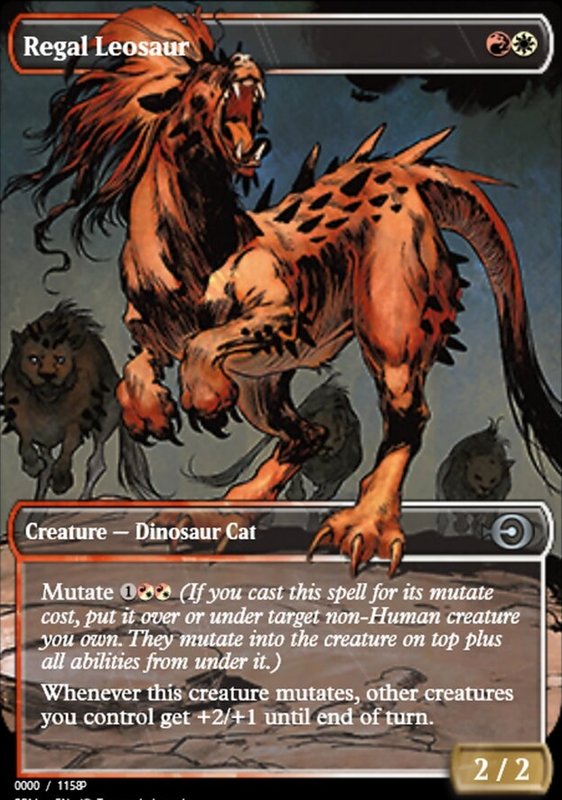 Regal Leosaur
Creature — Dinosaur Cat
Mutate 1 (If you cast this spell for its mutate
cost, put it over or under target non-Human creature
you own. They mutate into the creature on top plus
all abilities from under it.)
Whenever this creature mutates, other creatures
you control get +2/+1 until end of turn.
2 / 2
0000 / 1158P